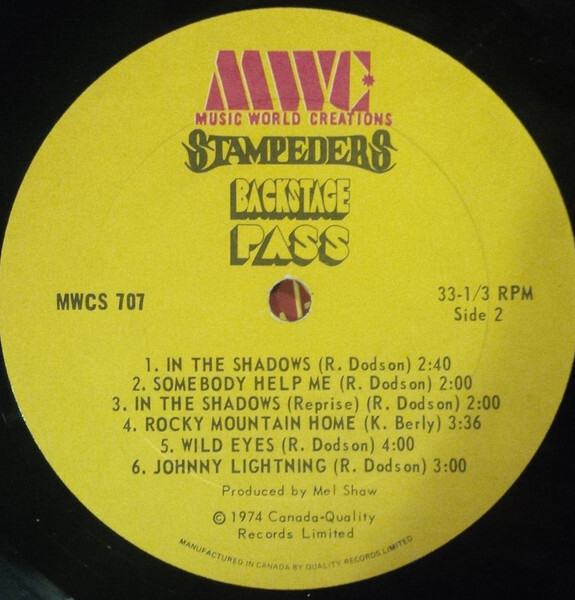 MWC*
MUSIC WORLD CREATIONS
STAMPEDERS
BACKSTAGE
PASS
MWCS 707
33-1/3 RPM
Side 2
1. IN THE SHADOWS (R. Dodson) 2:40
2. SOMEBODY HELP ME (R. Dodson) 2:00
3. IN THE SHADOWS (Reprise) (R. Dodson) 2:00
4. ROCKY MOUNTAIN HOME (K. Berly) 3:36
5. WILD EYES (R. Dodson) 4:00
6. JOHNNY LIGHTNING (R. Dodson) 3:00
Produced by Mel Shaw
© 1974 Canada-Quality
Records Limited
MANUFACTURED IN CANADA BY QUALITY RECORDS LIMITED